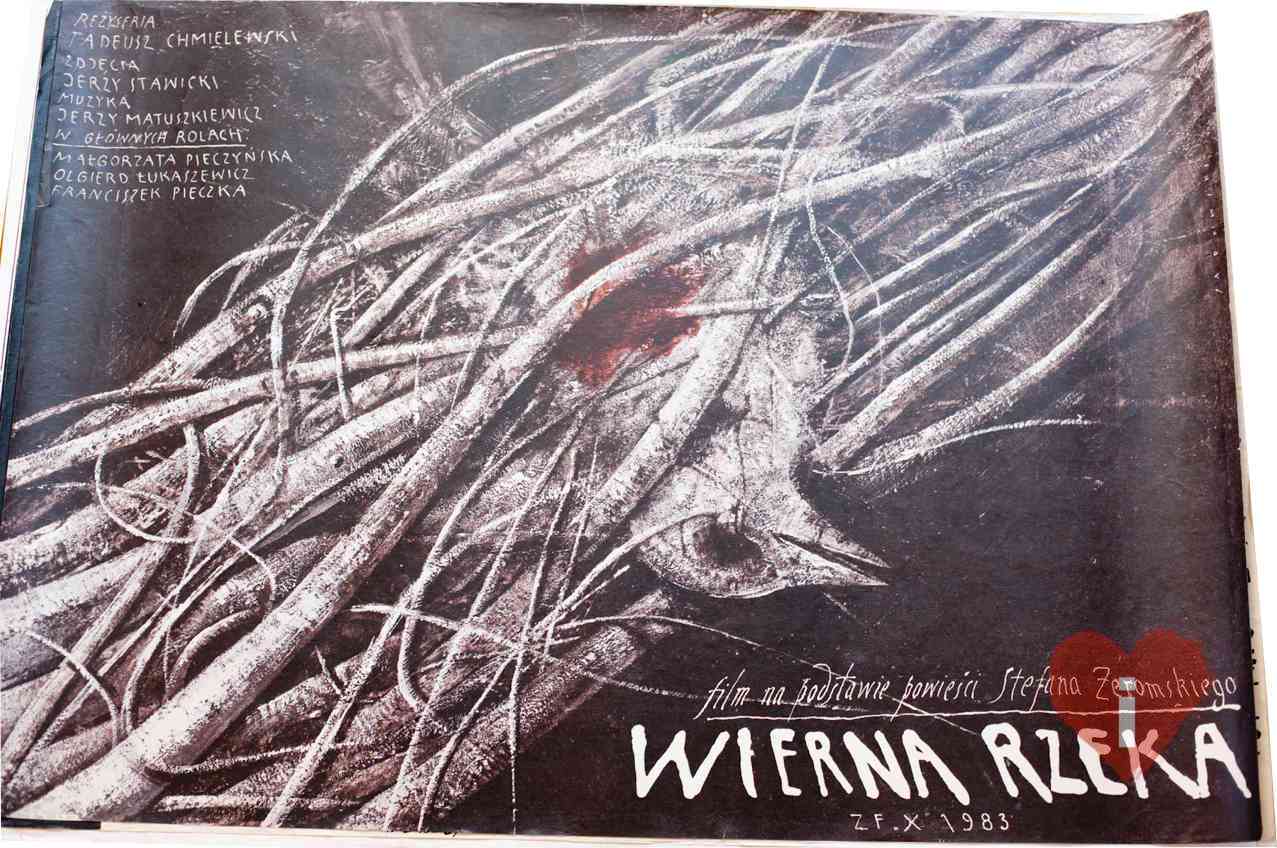 REŻYSERIA
TADEUSZ CHMIELEWSKI
ZDJĘCIA
JERZY STAWICKI
MUZYKA
JERZY MATUSZKIEWICZ
W GŁÓWNYCH ROLACH
MAŁGORZATA PIECZYŃSKA
OLGIERD ŁUKASZEWICZ
FRANCISZEK PIECZKA
film na podstawie powieści Stefana Żeromskiego
WIERNA RZEKA
ZF. X 1983
i